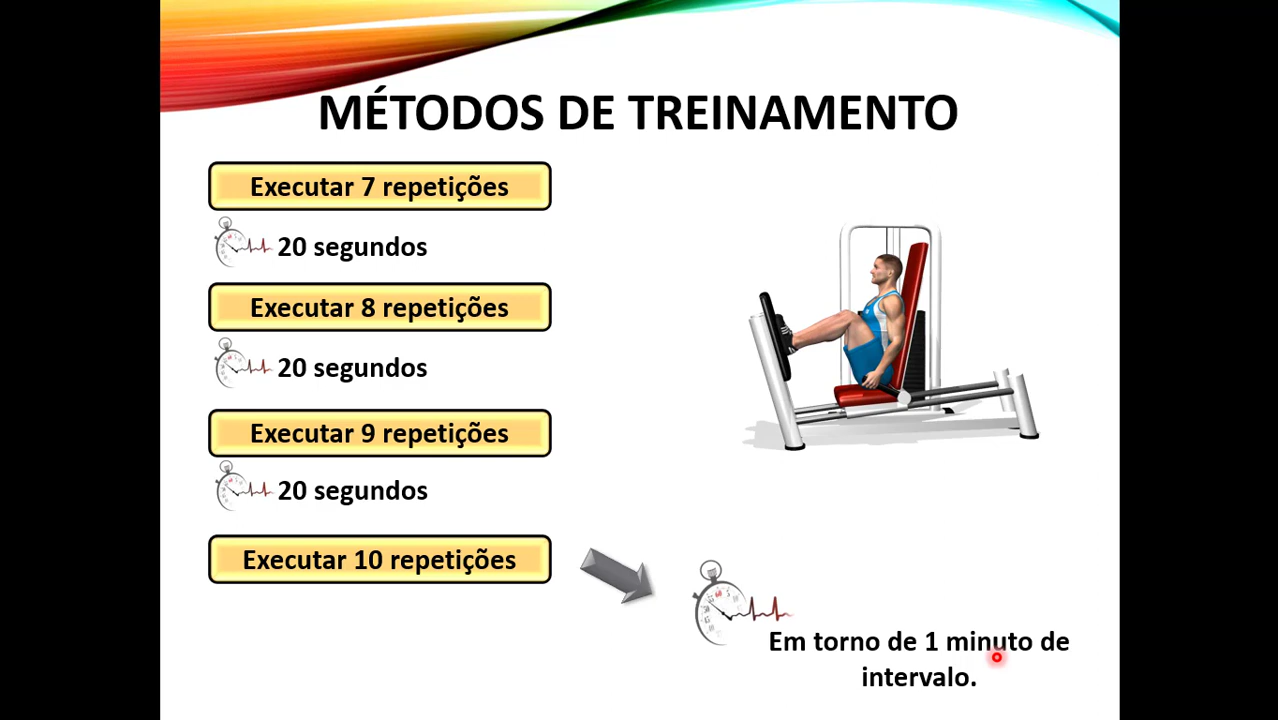 MÉTODOS DE TREINAMENTO
Executar 7 repetições
20 segundos
Executar 8 repetições
20 segundos
Executar 9 repetições
20 segundos
Executar 10 repetições
Em torno de 1 minuto de
intervalo.